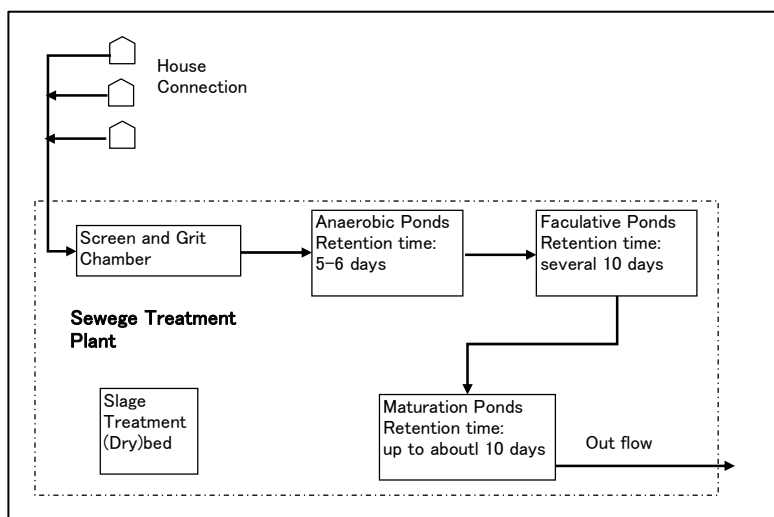 House
Connection
Screen and Grit
Chamber
Anaerobic Ponds
Retention time:
5-6 days
Faculative Ponds
Retention time:
several 10 days
Sewege Treatment
Plant
Slage
Treatment
(Dry)bed
Maturation Ponds
Retention time:
up to aboutl 10 days
Out flow